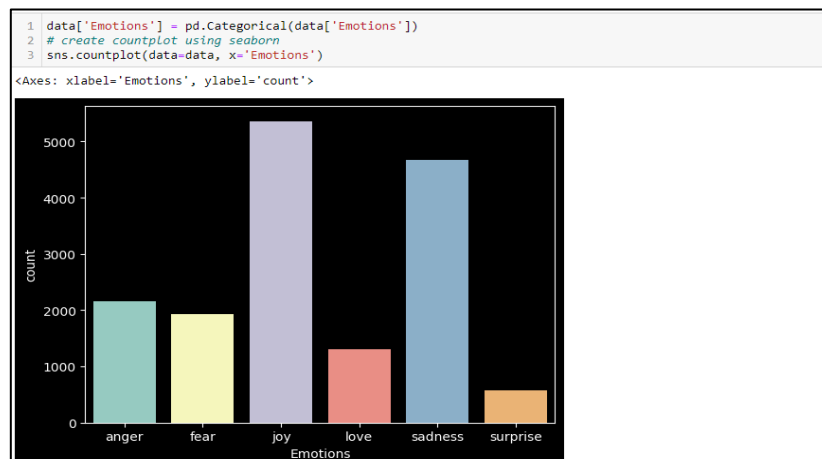 1 data['Emotions'] = pd.Categorical(data['Emotions'])
2 # create countplot using seaborn
3 sns.countplot(data=data, x='Emotions')
<Axes: xlabel='Emotions', ylabel='count'>
5000
4000
3000
2000
1000
0
count
anger fear joy love sadness surprise
Emotions